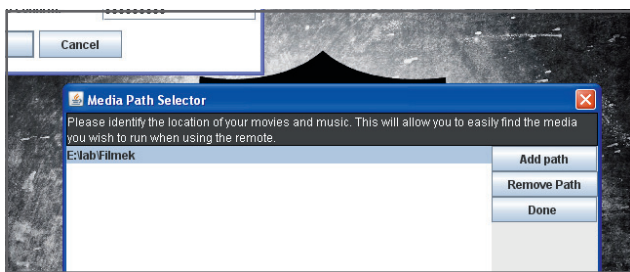 Cancel
Media Path Selector
Please identify the location of your movies and music. This will allow you to easily find the media
you wish to run when using the remote.
E:\lab\Filmek
Add path
Remove Path
Done